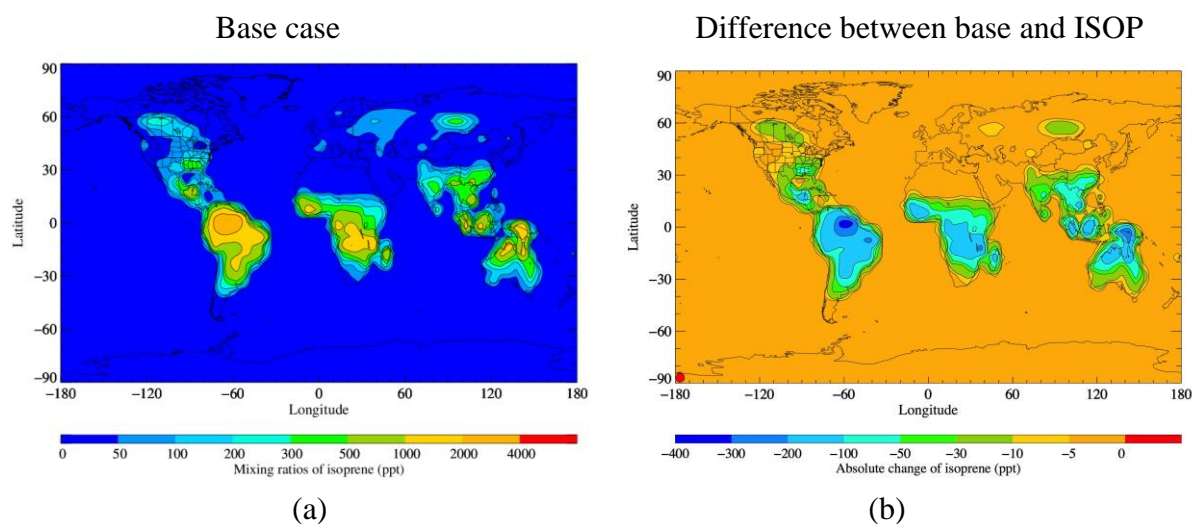 Base case
Difference between base and ISOP
90
60
30
0
−30
−60
−90
Latitude
−180 −120 −60 0 60 120 180
Longitude
0 50 100 200 300 500 1000 2000 4000
Mixing ratios of isoprene (ppt)
(a)
90
60
30
0
−30
−60
−90
Latitude
−180 −120 −60 0 60 120 180
Longitude
−400 −300 −200 −100 −50 −30 −10 −5 0
Absolute change of isoprene (ppt)
(b)